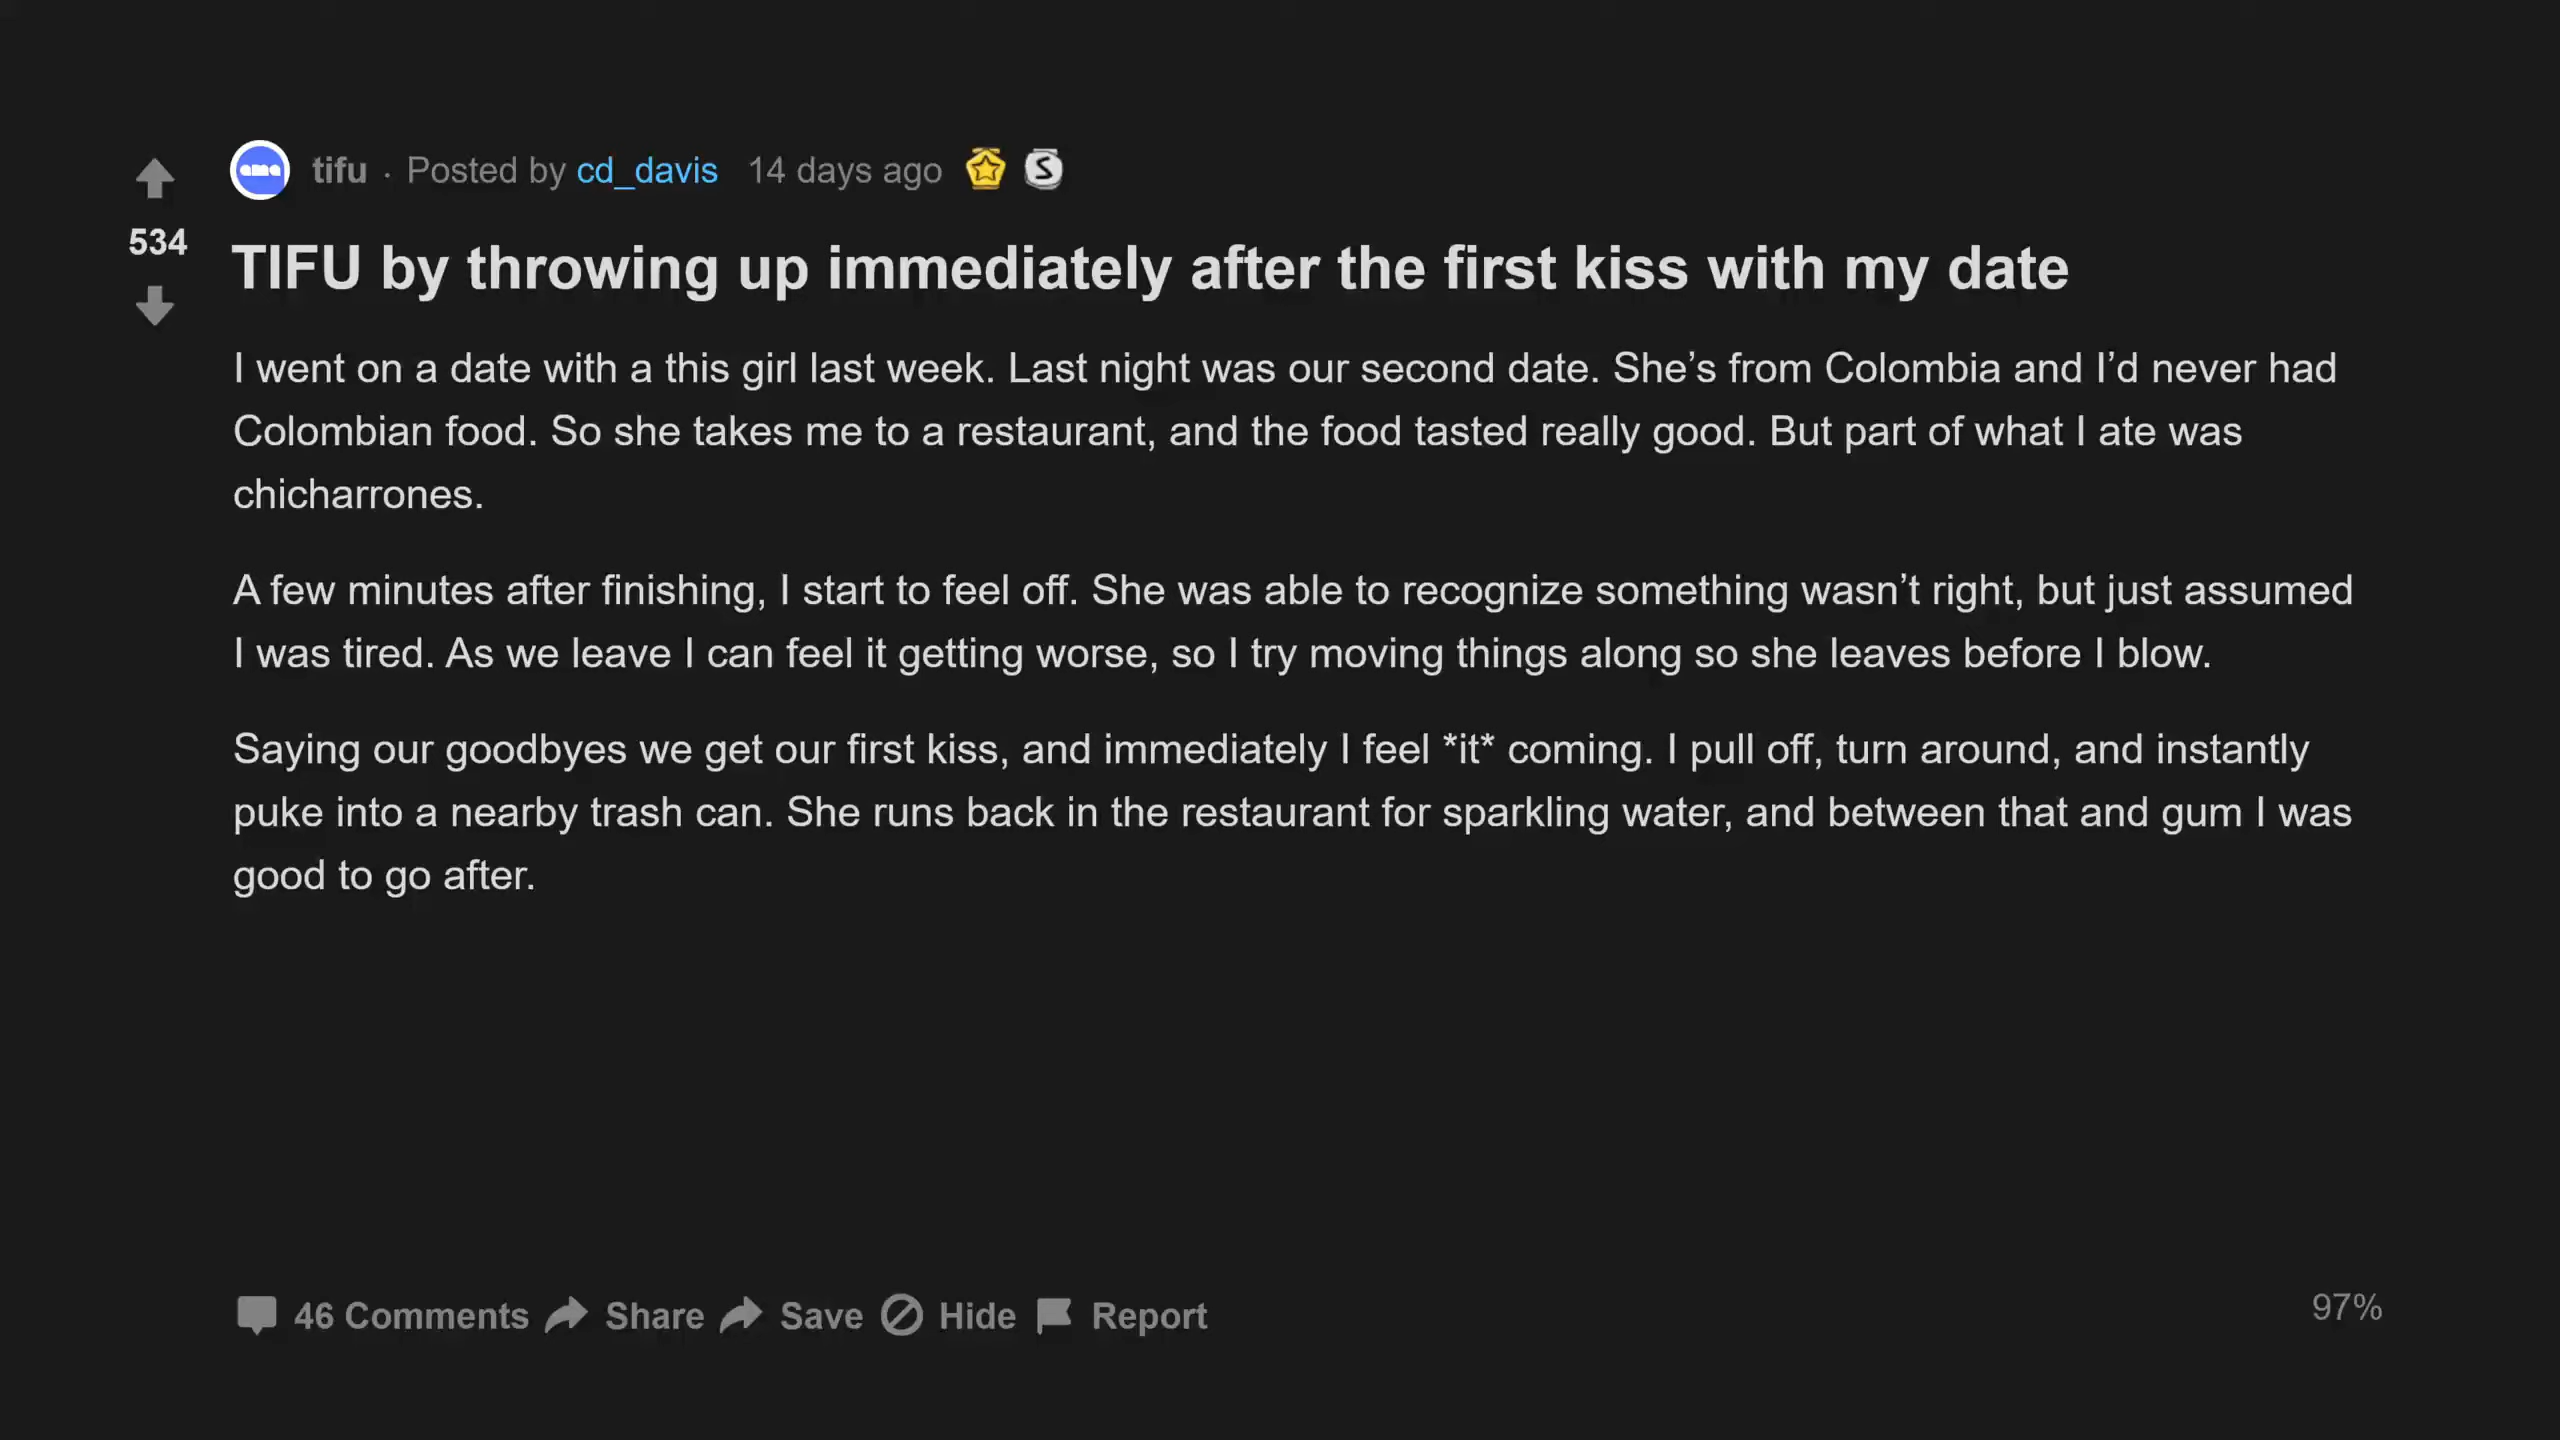 ama tifu · Posted by cd_davis 14 days ago S
534
TIFU by throwing up immediately after the first kiss with my date
I went on a date with a this girl last week. Last night was our second date. She’s from Colombia and I’d never had
Colombian food. So she takes me to a restaurant, and the food tasted really good. But part of what I ate was
chicharrones.
A few minutes after finishing, I start to feel off. She was able to recognize something wasn’t right, but just assumed
I was tired. As we leave I can feel it getting worse, so I try moving things along so she leaves before I blow.
Saying our goodbyes we get our first kiss, and immediately I feel *it* coming. I pull off, turn around, and instantly
puke into a nearby trash can. She runs back in the restaurant for sparkling water, and between that and gum I was
good to go after.
46 Comments Share Save Hide Report 97%